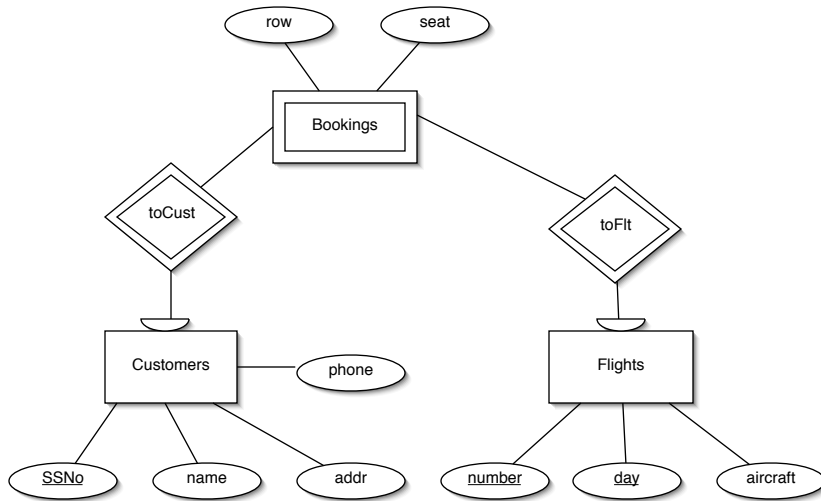 row
seat
Bookings
toCust
toFlt
Customers
phone
Flights
SSNo
name
addr
number
day
aircraft